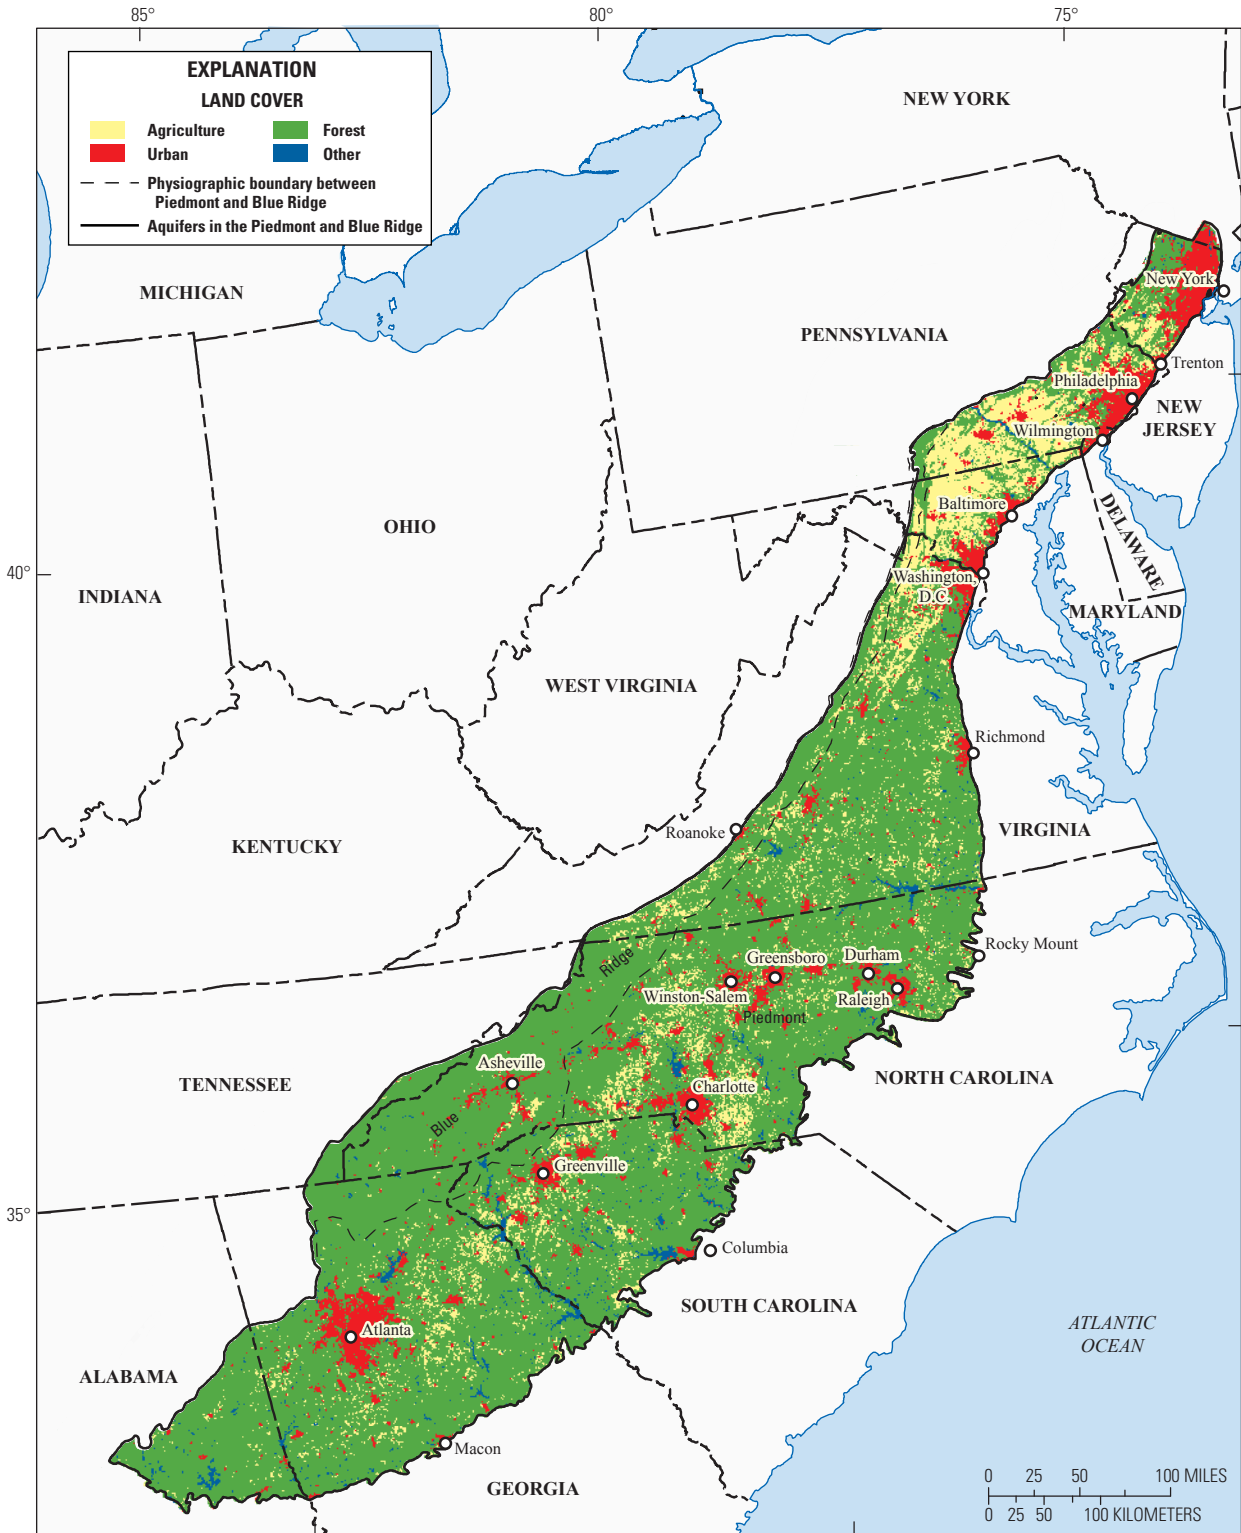 85°
80°
75°
EXPLANATION
LAND COVER
Agriculture
Forest
Urban
Other
Physiographic boundary between
Piedmont and Blue Ridge
Aquifers in the Piedmont and Blue Ridge
NEW YORK
MICHIGAN
New York
PENNSYLVANIA
Trenton
Philadelphia
NEW
JERSEY
Wilmington
Baltimore
DELAWARE
OHIO
40°
INDIANA
Washington,
D.C.
MARYLAND
WEST VIRGINIA
Richmond
Roanoke
VIRGINIA
KENTUCKY
Rocky Mount
Greensboro
Durham
Ridge
Winston-Salem
Raleigh
Piedmont
Asheville
TENNESSEE
NORTH CAROLINA
Charlotte
Blue
Greenville
35°
Columbia
SOUTH CAROLINA
ATLANTIC
OCEAN
Atlanta
ALABAMA
Macon
GEORGIA
0 25 50 100 MILES
0 25 50 100 KILOMETERS